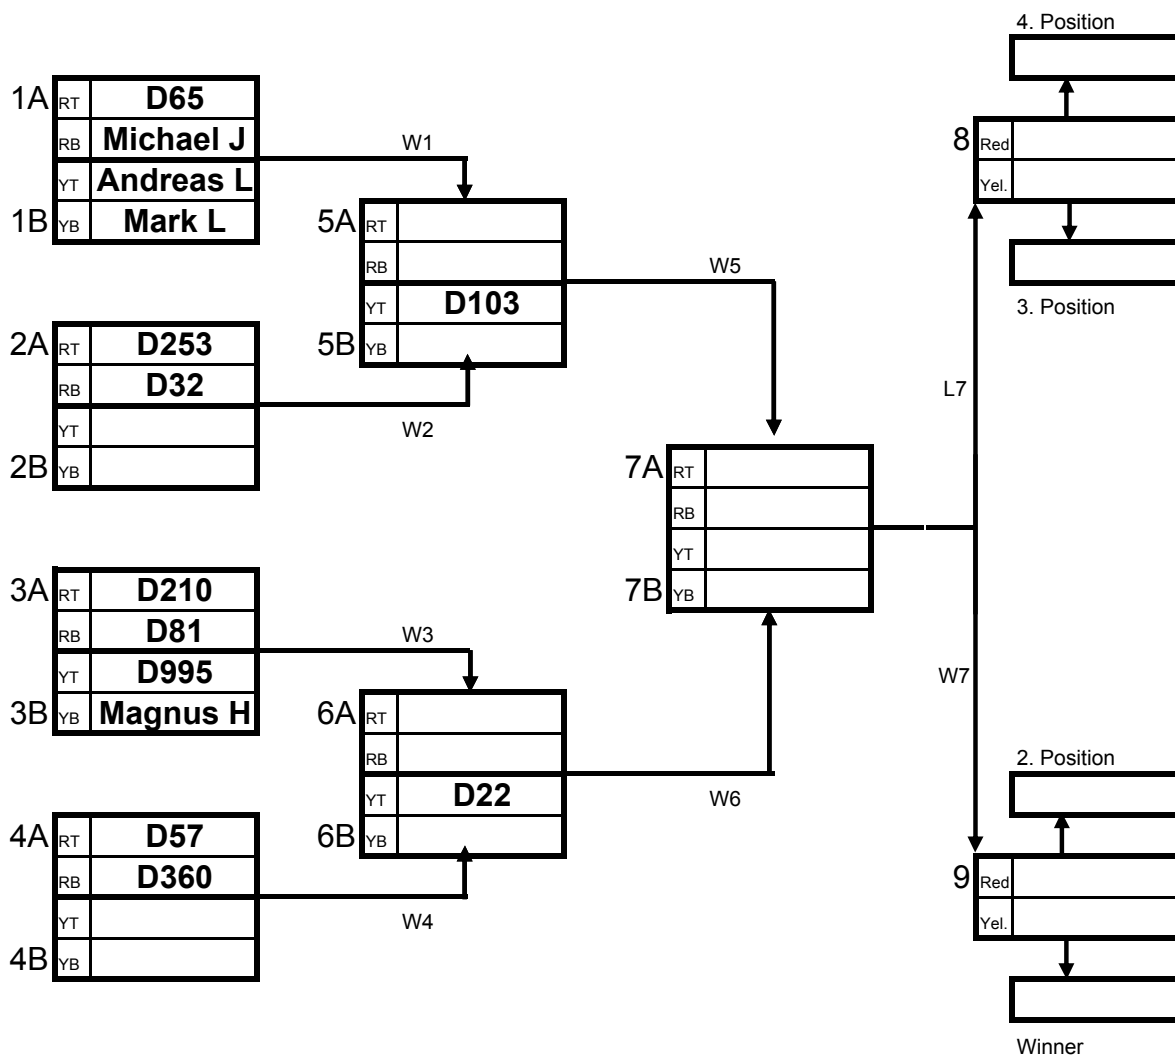 4. Position
1A RT D65
RB Michael J
YT Andreas L
1B YB Mark L
W1
8 Red
Yel.
5A RT
RB
YT D103
5B YB
W5
3. Position
2A RT D253
RB D32
YT
2B YB
W2
L7
7A RT
RB
YT
7B YB
3A RT D210
RB D81
YT D995
3B YB Magnus H
W3
W7
6A RT
RB
YT D22
6B YB
W6
2. Position
4A RT D57
RB D360
YT
4B YB
W4
9 Red
Yel.
Winner